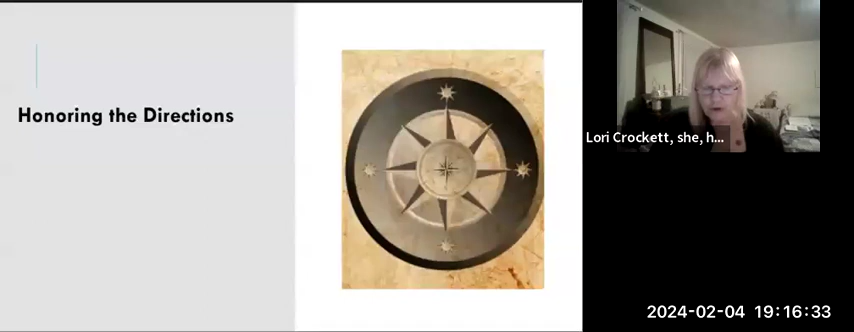 Honoring the Directions
Lori Crockett, she, h...
2024-02-04 19:16:33